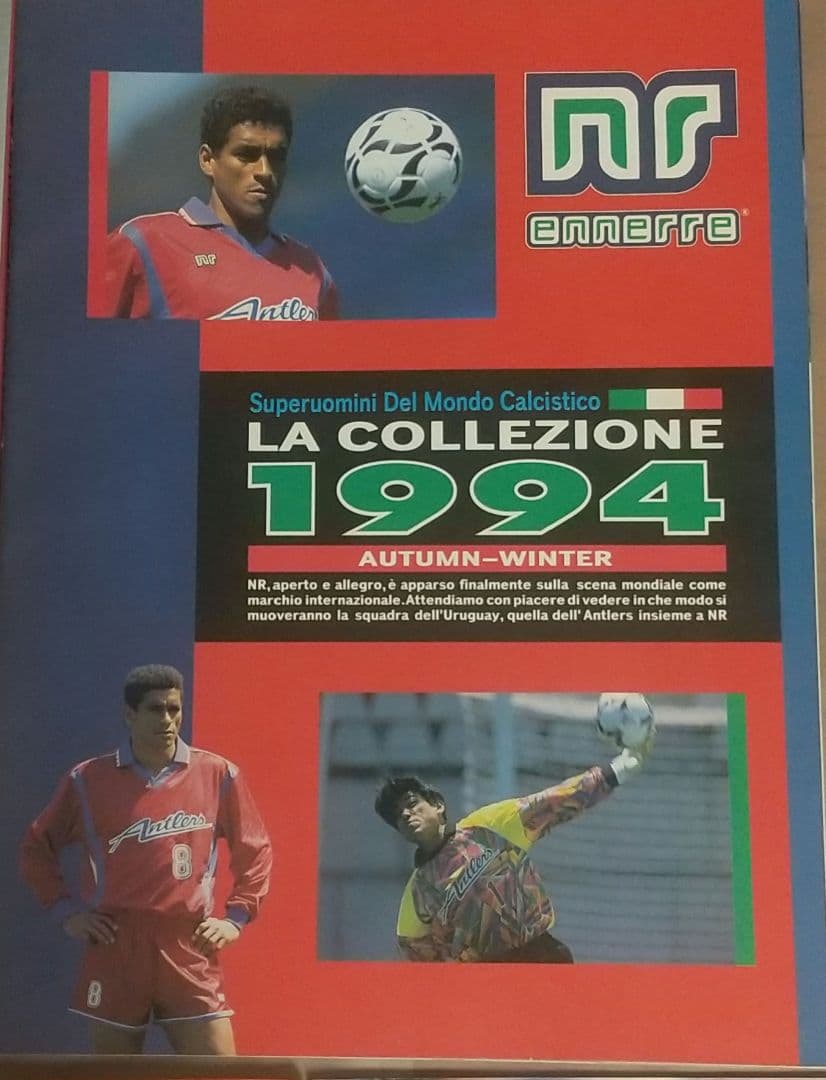 nr
ennerre®
nr
Antlers
Superuomini Del Mondo Calcistico
LA COLLEZIONE
1994
AUTUMN–WINTER
NR, aperto e allegro, è apparso finalmente sulla scena mondiale come
marchio internazionale. Attendiamo con piacere di vedere in che modo si
muoveranno la squadra dell'Uruguay, quella dell' Antlers insieme a NR
Antlers
8
8
Antlers
1